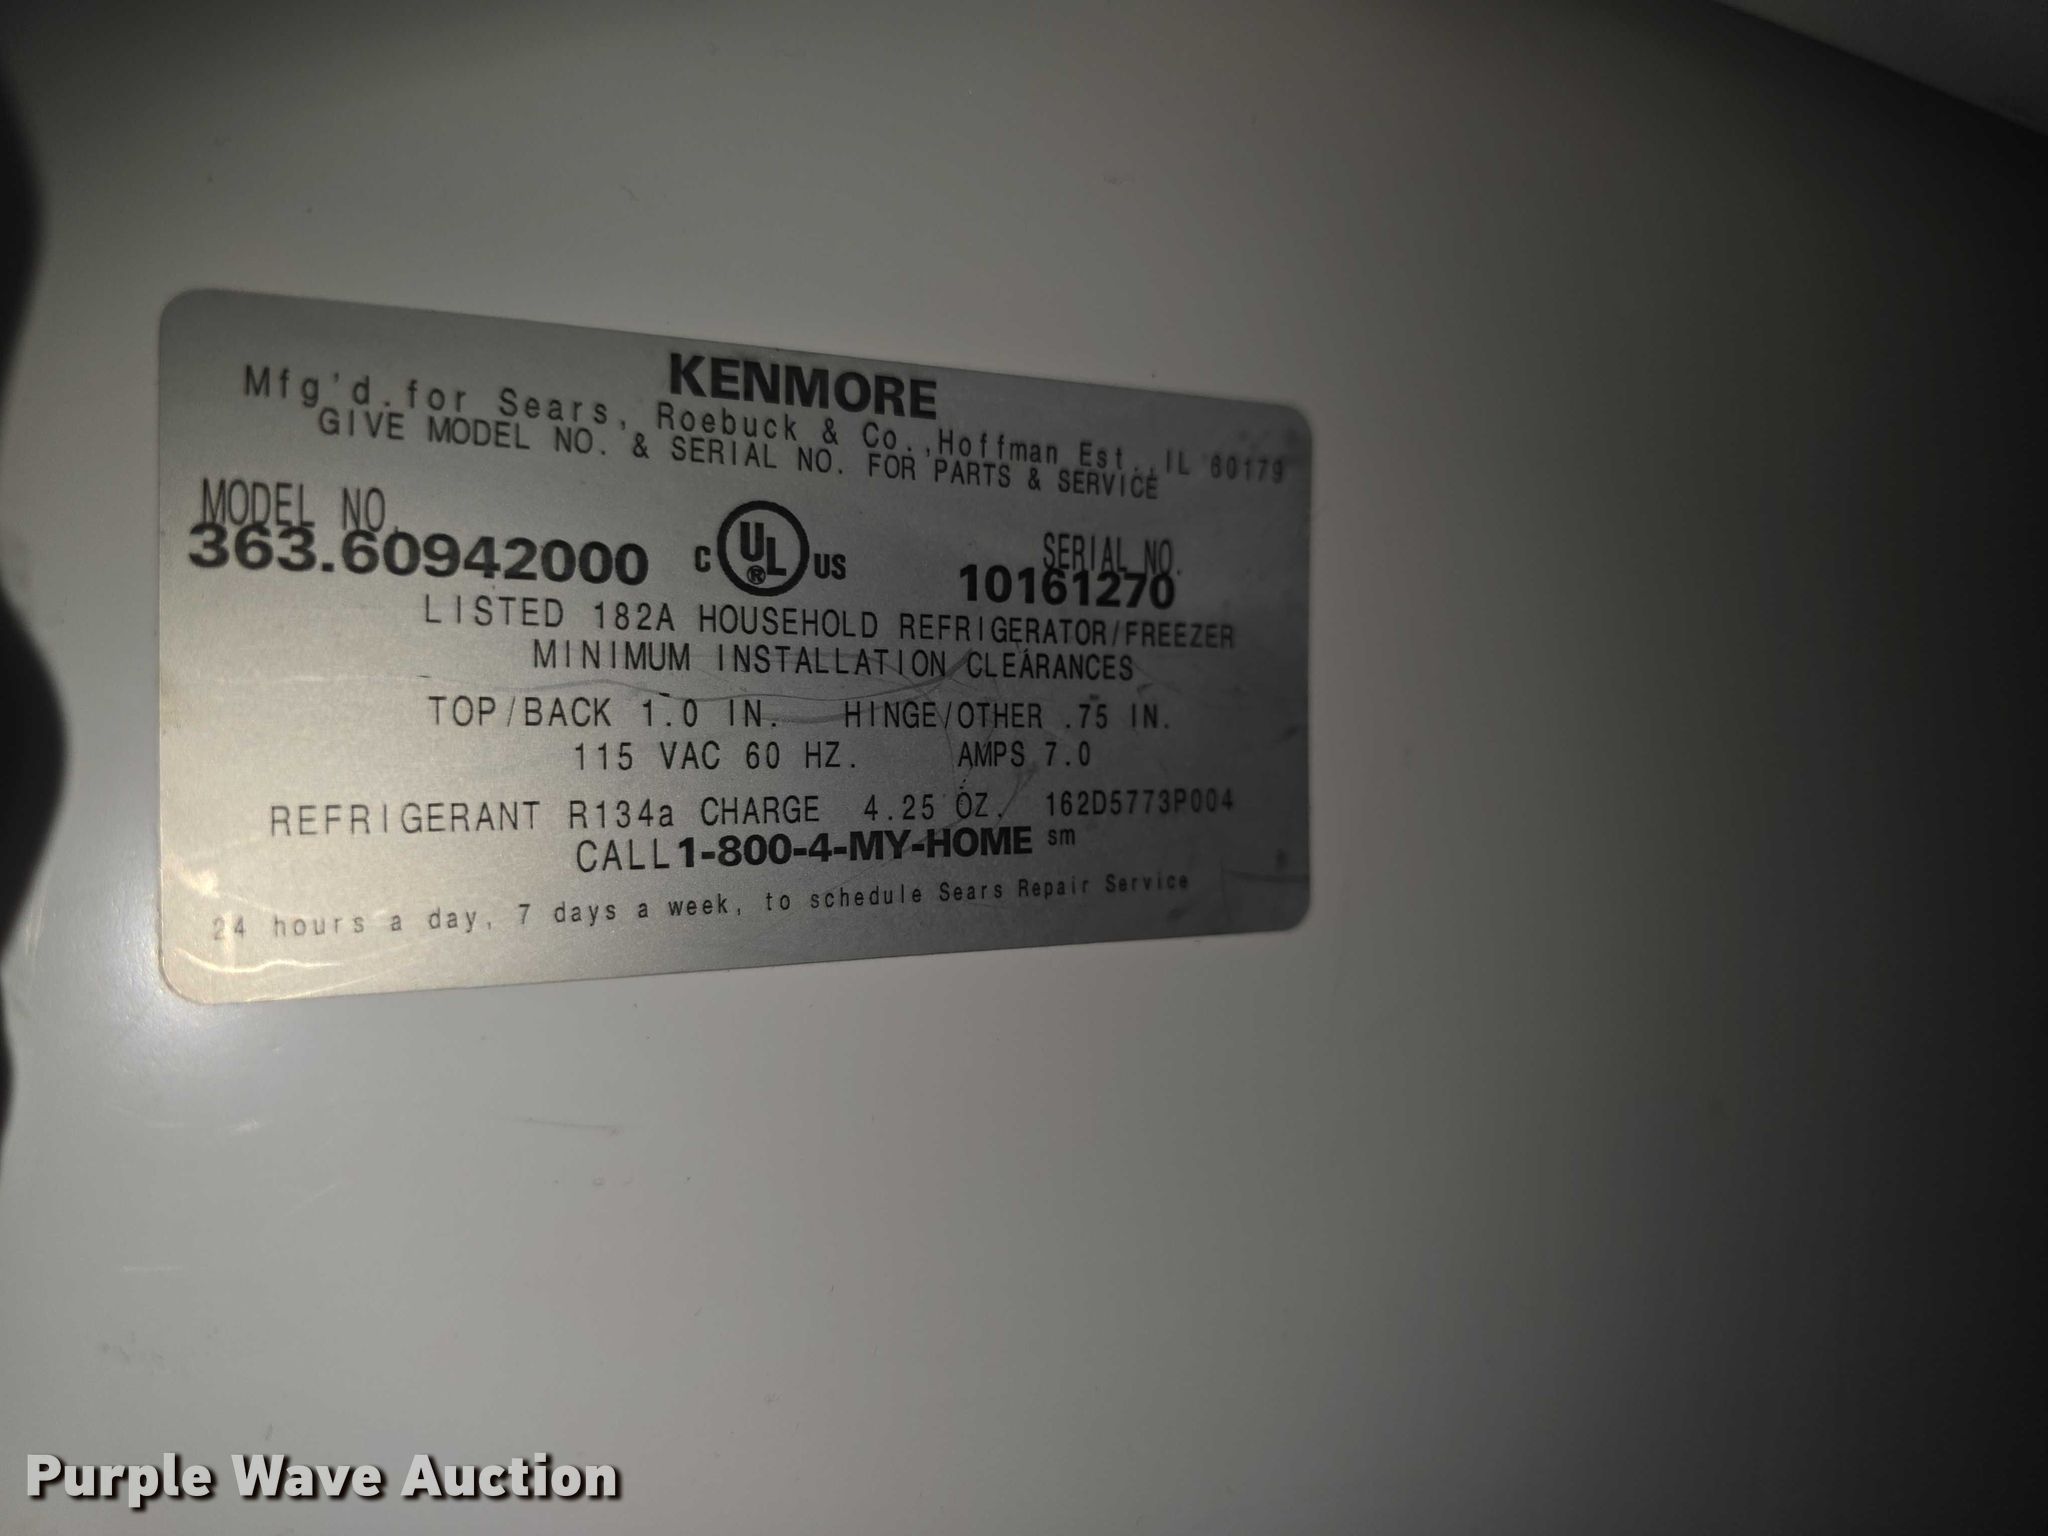 KENMORE
Mfg'd. for Sears, Roebuck & Co., Hoffman Est., IL 60179
GIVE MODEL NO. & SERIAL NO. FOR PARTS & SERVICE
MODEL NO. SERIAL NO.
363.60942000 C UL ® US 10161270
LISTED 182A HOUSEHOLD REFRIGERATOR/FREEZER
MINIMUM INSTALLATION CLEARANCES
TOP/BACK 1.0 IN. HINGE/OTHER .75 IN.
115 VAC 60 HZ. AMPS 7.0
REFRIGERANT R134a CHARGE 4.25 OZ. 162D5773P004
CALL 1-800-4-MY-HOME sm
24 hours a day, 7 days a week, to schedule Sears Repair Service
Purple Wave Auction